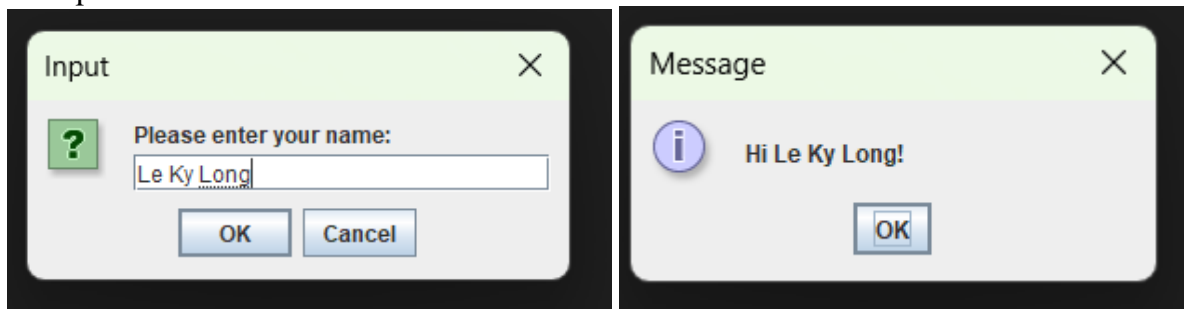 Input
Please enter your name:
Le Ky Long
OK Cancel
Message
Hi Le Ky Long!
OK